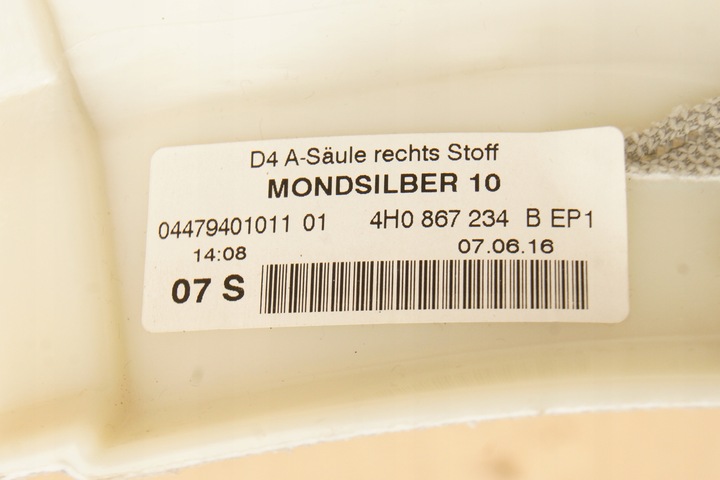 D4 A-Säule rechts Stoff
MONDSILBER 10
04479401011 01 4H0 867 234 B EP1
14:08 07.06.16
07 S